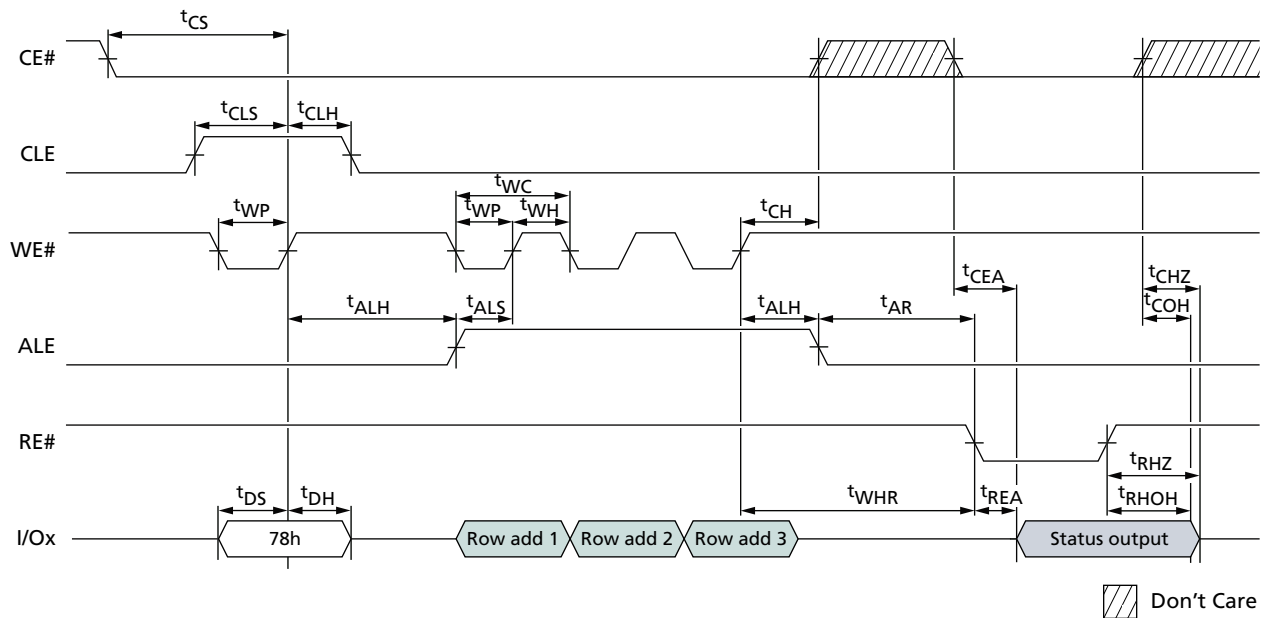 tCS
CE#
tCLS tCLH
CLE
tWC
tWP tWP tWH tCH
WE#
tCEA tCHZ
tALH tALS tALH tAR tCOH
ALE
RE#
tRHZ
tDS tDH tWHR tREA tRHOH
I/Ox 78h Row add 1 Row add 2 Row add 3 Status output
Don’t Care